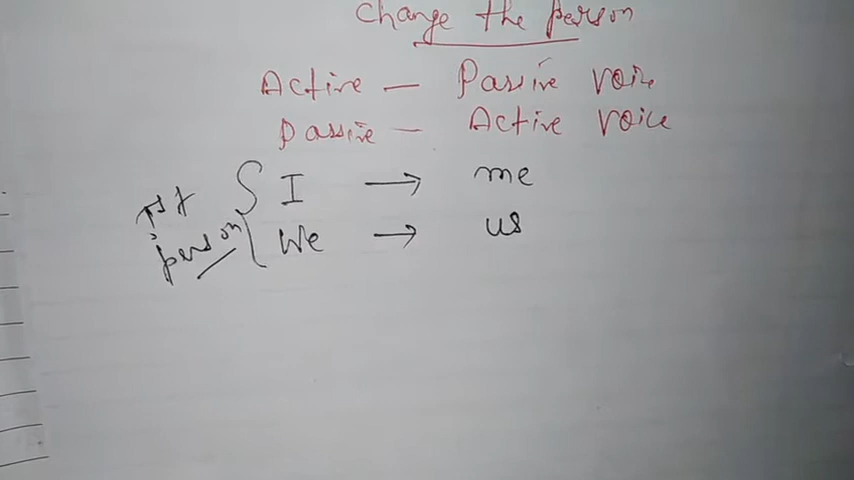 Change the person
Active — Passive voice
Passive — Active voice
1st person { I → me
We → us